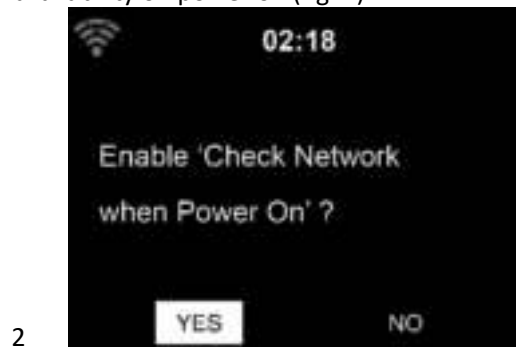 02:18
Enable 'Check Network
when Power On' ?
YES NO
2